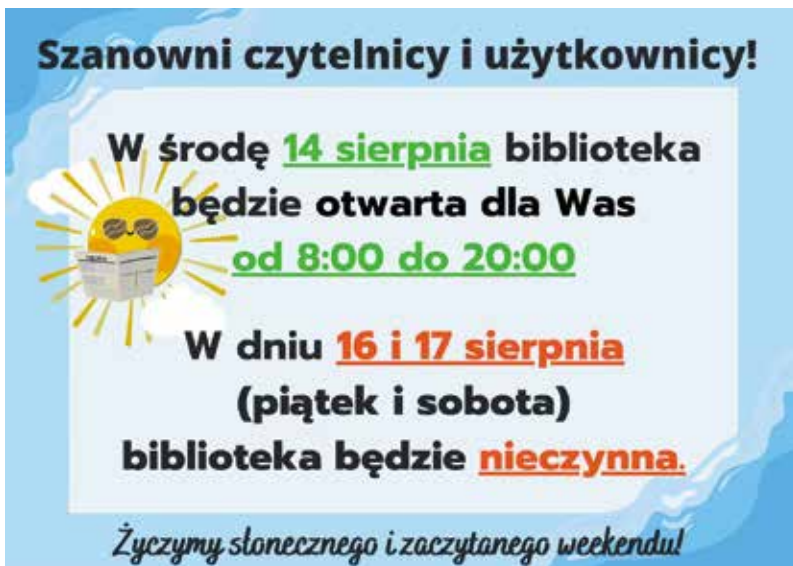 Szanowni czytelnicy i użytkownicy!
W środę 14 sierpnia biblioteka
będzie otwarta dla Was
od 8:00 do 20:00
W dniu 16 i 17 sierpnia
(piątek i sobota)
biblioteka będzie nieczynna.
Życzymy słonecznego i zaczytanego weekendu!